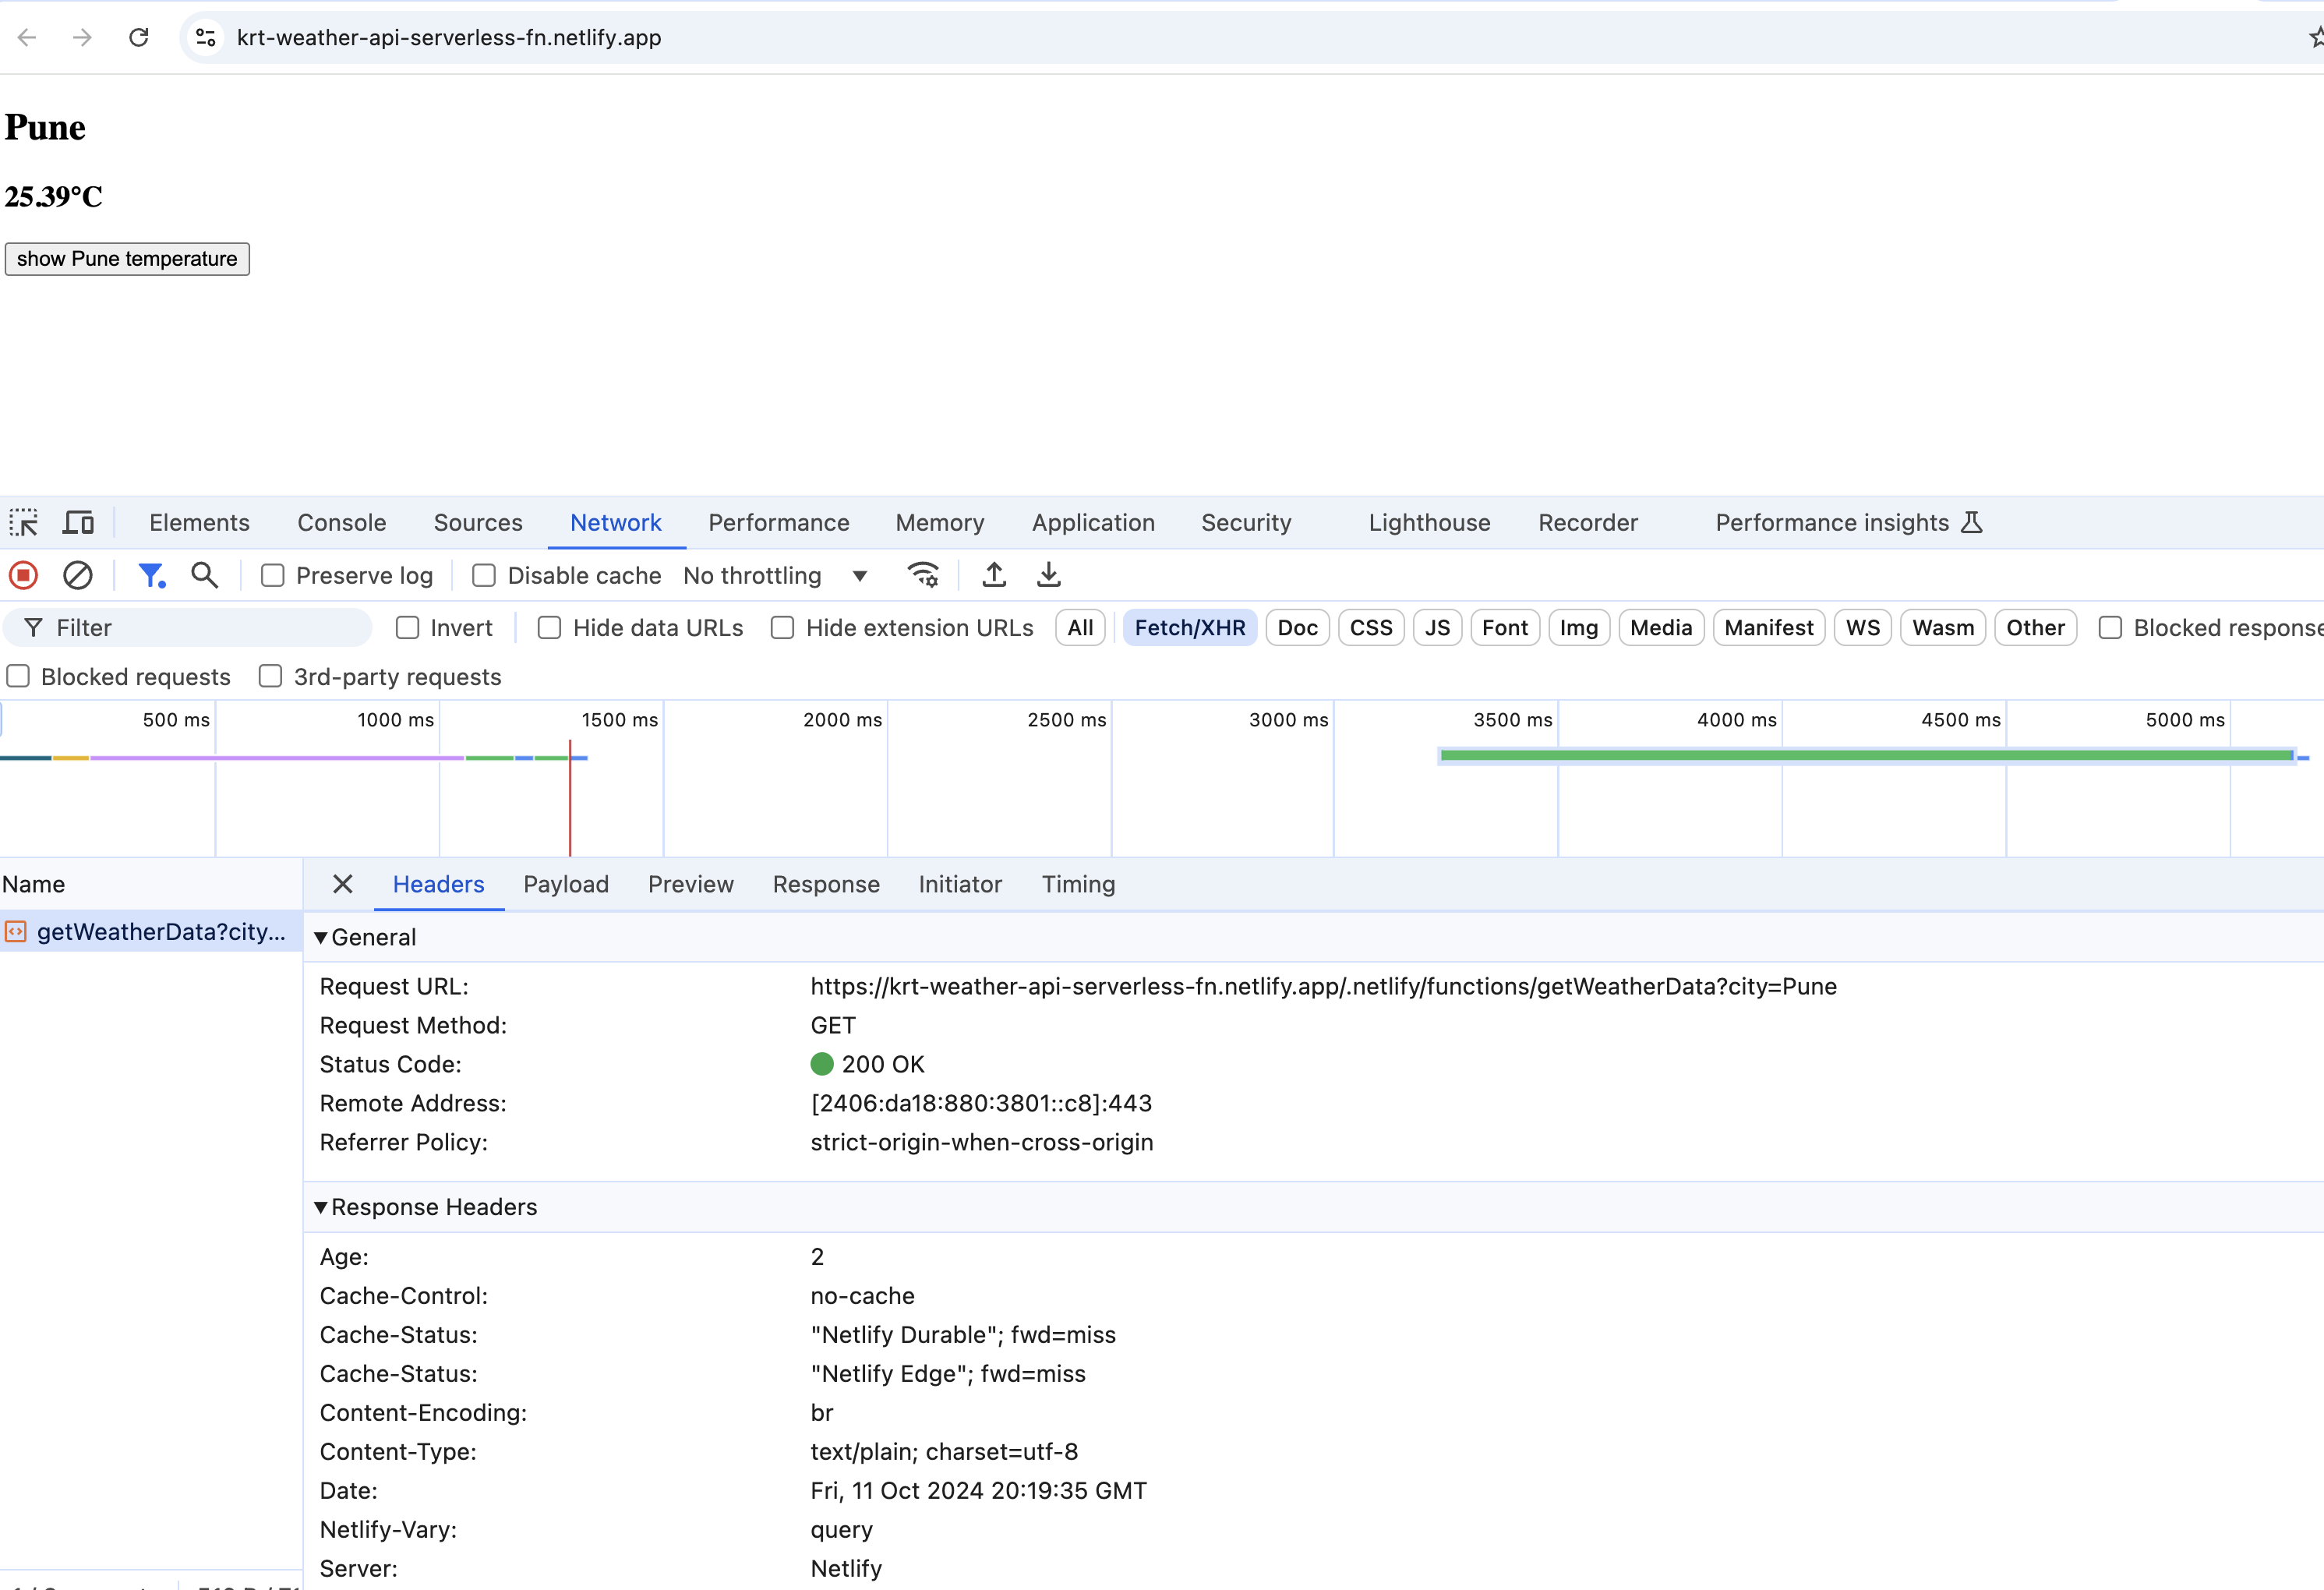 krt-weather-api-serverless-fn.netlify.app
Pune
25.39°C
show Pune temperature
Elements Console Sources Network Performance Memory Application Security Lighthouse Recorder Performance insights
Preserve log Disable cache No throttling
Filter Invert Hide data URLs Hide extension URLs All Fetch/XHR Doc CSS JS Font Img Media Manifest WS Wasm Other Blocked response
Blocked requests 3rd-party requests
500 ms 1000 ms 1500 ms 2000 ms 2500 ms 3000 ms 3500 ms 4000 ms 4500 ms 5000 ms
Name Headers Payload Preview Response Initiator Timing
getWeatherData?city...
General
Request URL: https://krt-weather-api-serverless-fn.netlify.app/.netlify/functions/getWeatherData?city=Pune
Request Method: GET
Status Code: 200 OK
Remote Address: [2406:da18:880:3801::c8]:443
Referrer Policy: strict-origin-when-cross-origin
Response Headers
Age: 2
Cache-Control: no-cache
Cache-Status: "Netlify Durable"; fwd=miss
Cache-Status: "Netlify Edge"; fwd=miss
Content-Encoding: br
Content-Type: text/plain; charset=utf-8
Date: Fri, 11 Oct 2024 20:19:35 GMT
Netlify-Vary: query
Server: Netlify